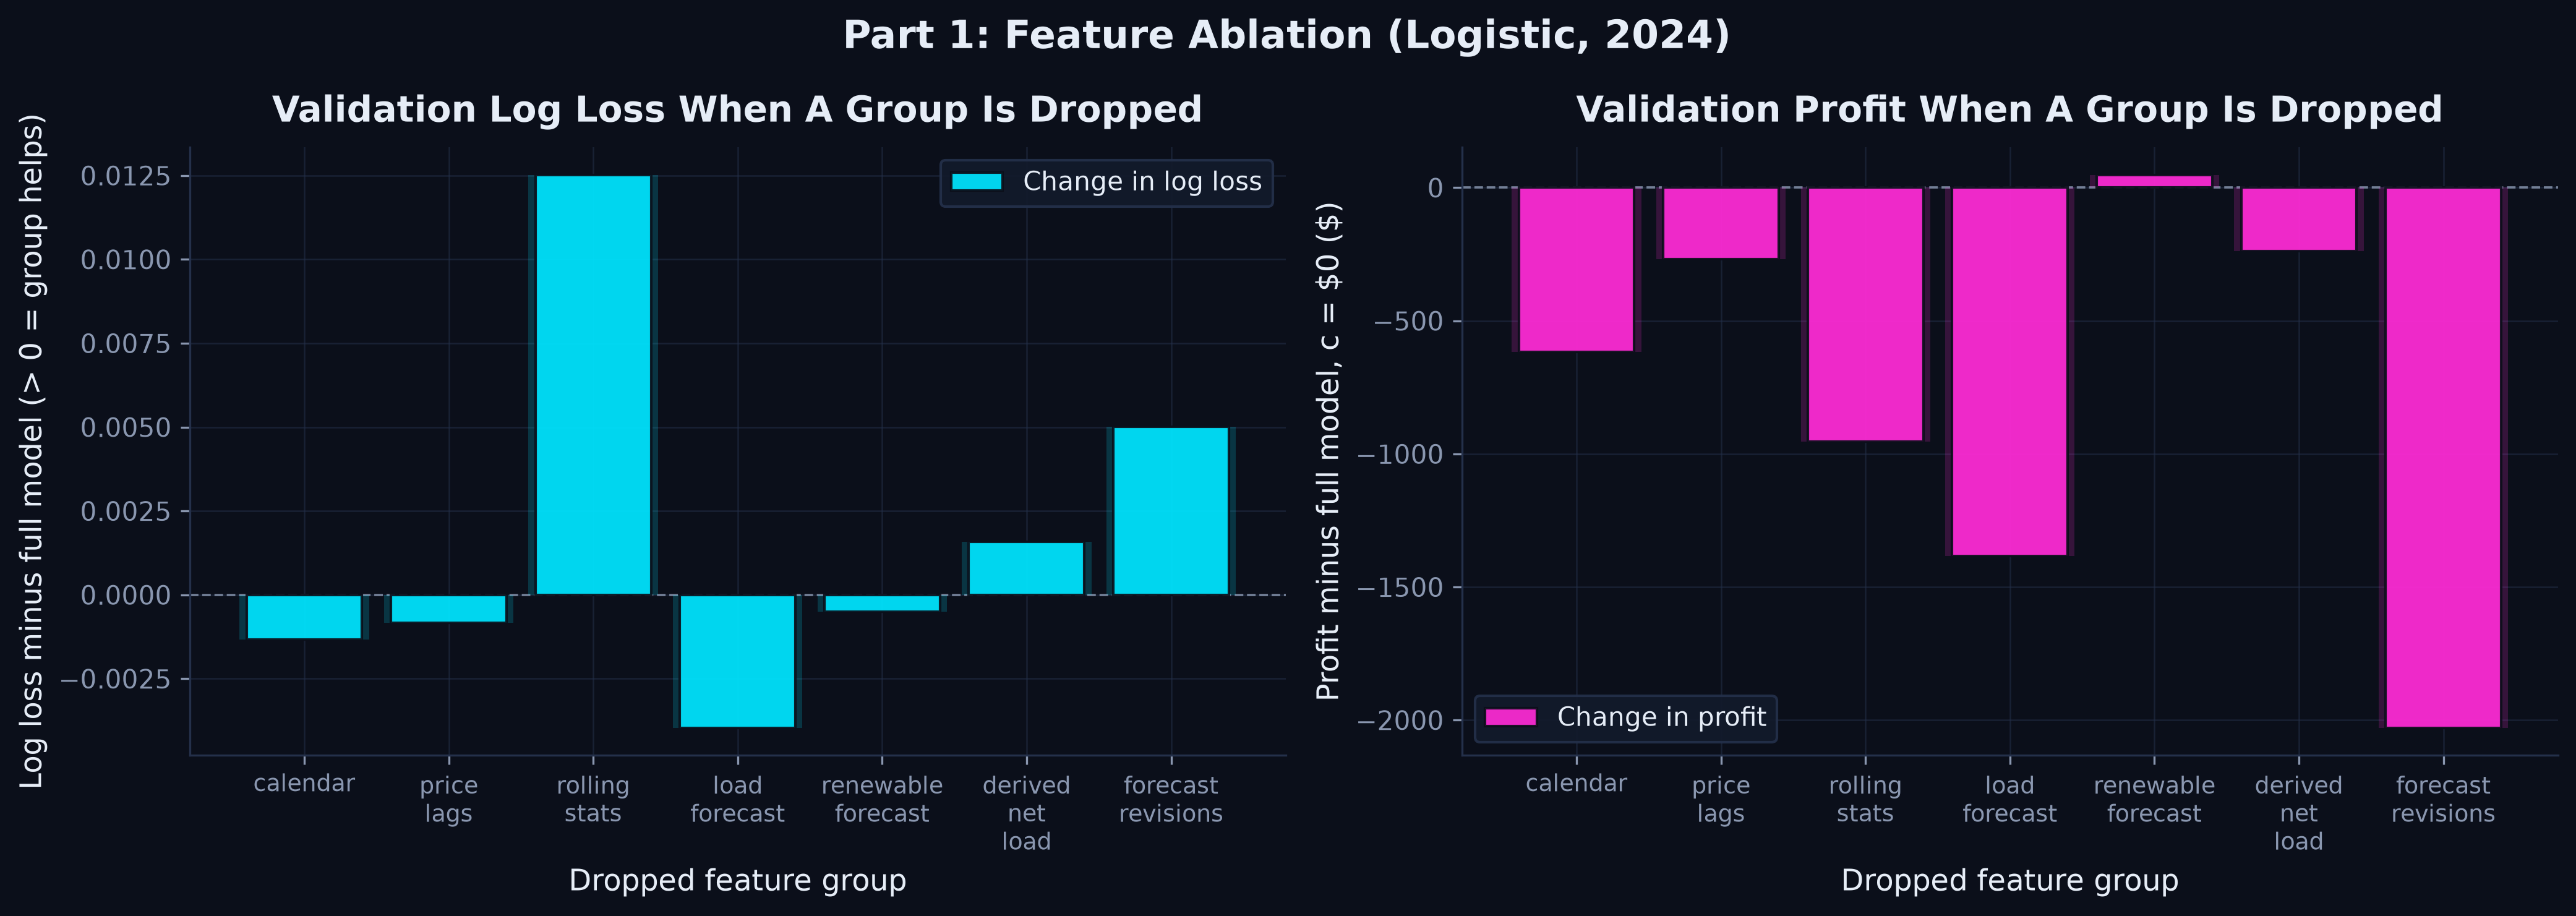 Part 1: Feature Ablation (Logistic, 2024)
Validation Log Loss When A Group Is Dropped
Log loss minus full model (> 0 = group helps)
0.0125
0.0100
0.0075
0.0050
0.0025
0.0000
−0.0025
Change in log loss
calendar
price
lags
rolling
stats
load
forecast
renewable
forecast
derived
net
load
forecast
revisions
Dropped feature group
Validation Profit When A Group Is Dropped
Profit minus full model, c = $0 ($)
0
−500
−1000
−1500
−2000
Change in profit
calendar
price
lags
rolling
stats
load
forecast
renewable
forecast
derived
net
load
forecast
revisions
Dropped feature group